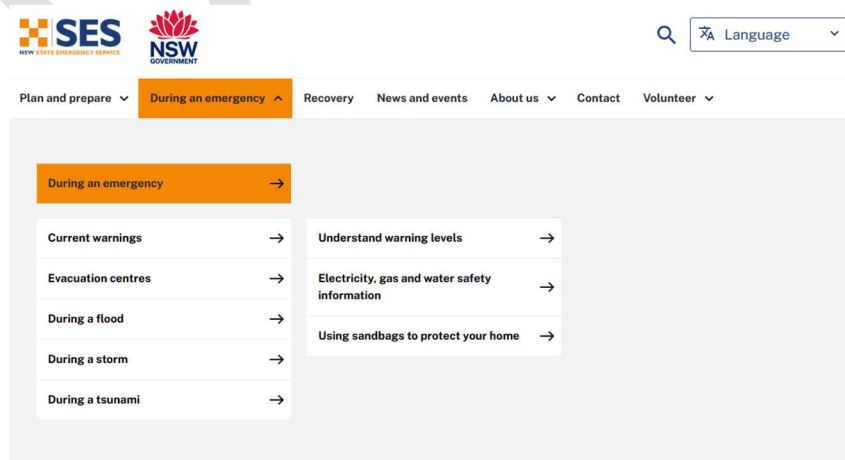 SES
NSW STATE EMERGENCY SERVICE
NSW
GOVERNMENT
Language
Plan and prepare
During an emergency
Recovery
News and events
About us
Contact
Volunteer
During an emergency
Current warnings
Evacuation centres
During a flood
During a storm
During a tsunami
Understand warning levels
Electricity, gas and water safety
information
Using sandbags to protect your home